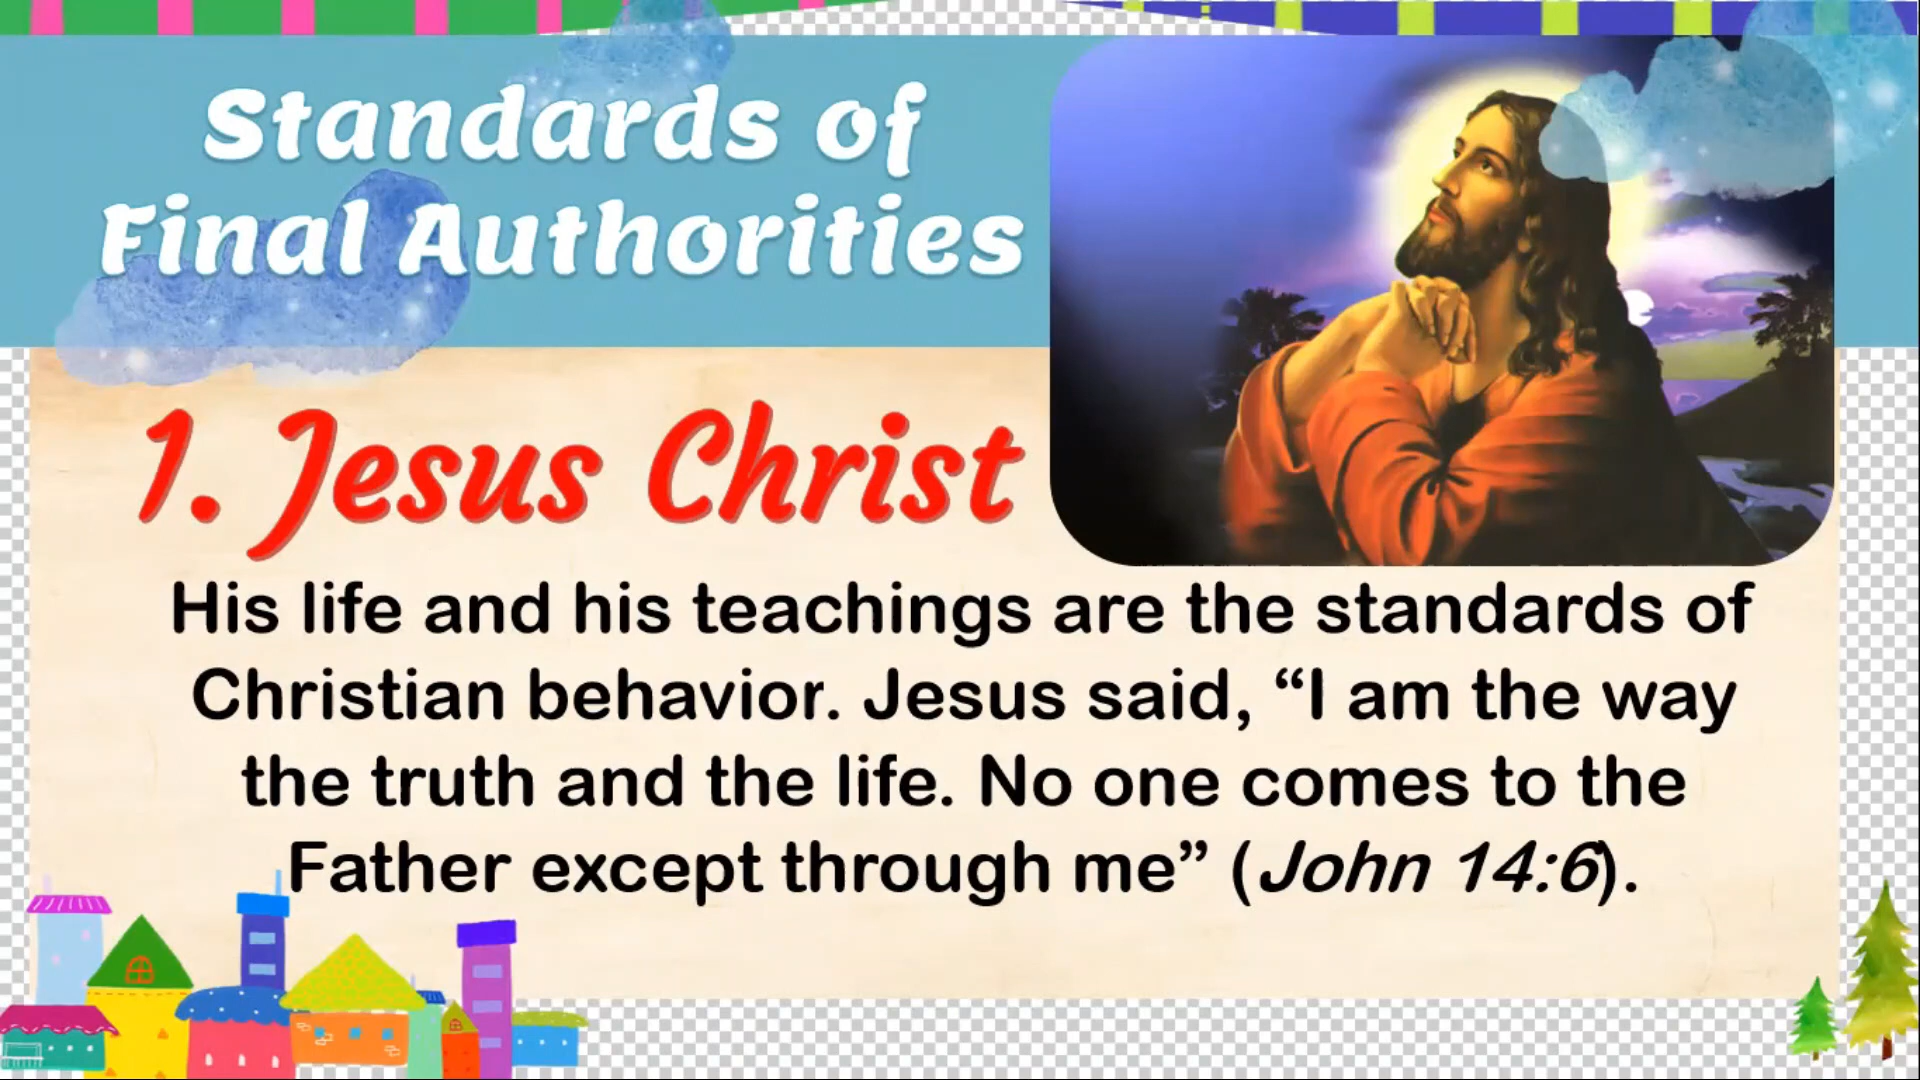 Standards of
Final Authorities
1. Jesus Christ
His life and his teachings are the standards of
Christian behavior. Jesus said, “I am the way
the truth and the life. No one comes to the
Father except through me” (John 14:6).